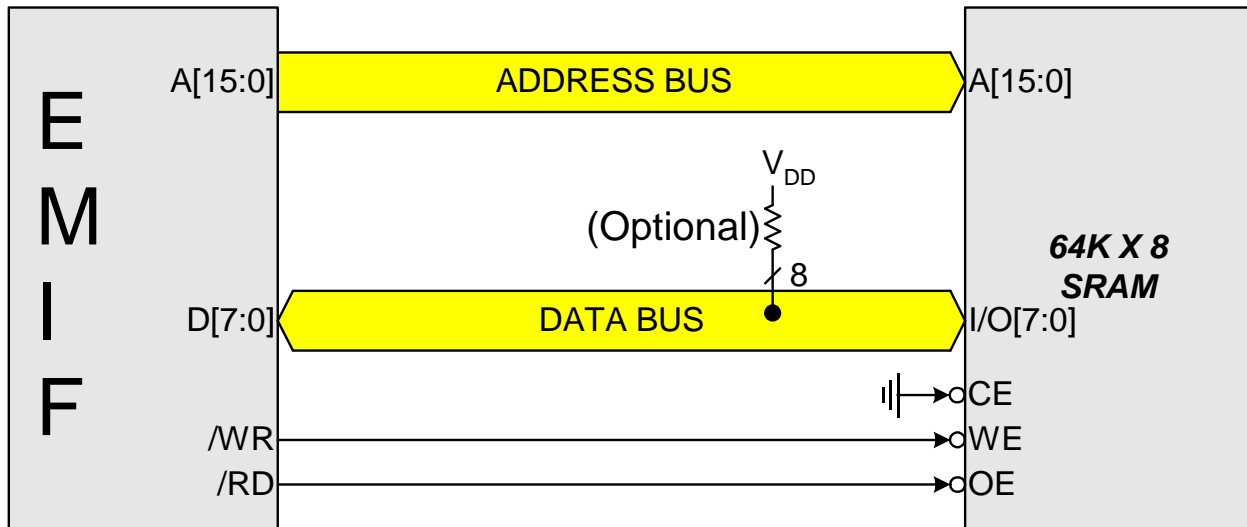 E
M
I
F
A[15:0]
ADDRESS BUS
A[15:0]
V_DD
(Optional)
8
64K X 8
SRAM
D[7:0]
DATA BUS
I/O[7:0]
CE
/WR
WE
/RD
OE